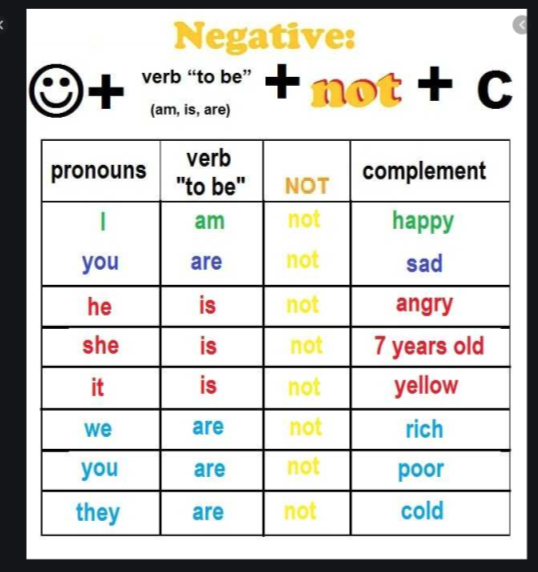 Negative:
+ verb “to be” + not + C
(am, is, are)
pronouns verb "to be" NOT complement
I am not happy
you are not sad
he is not angry
she is not 7 years old
it is not yellow
we are not rich
you are not poor
they are not cold